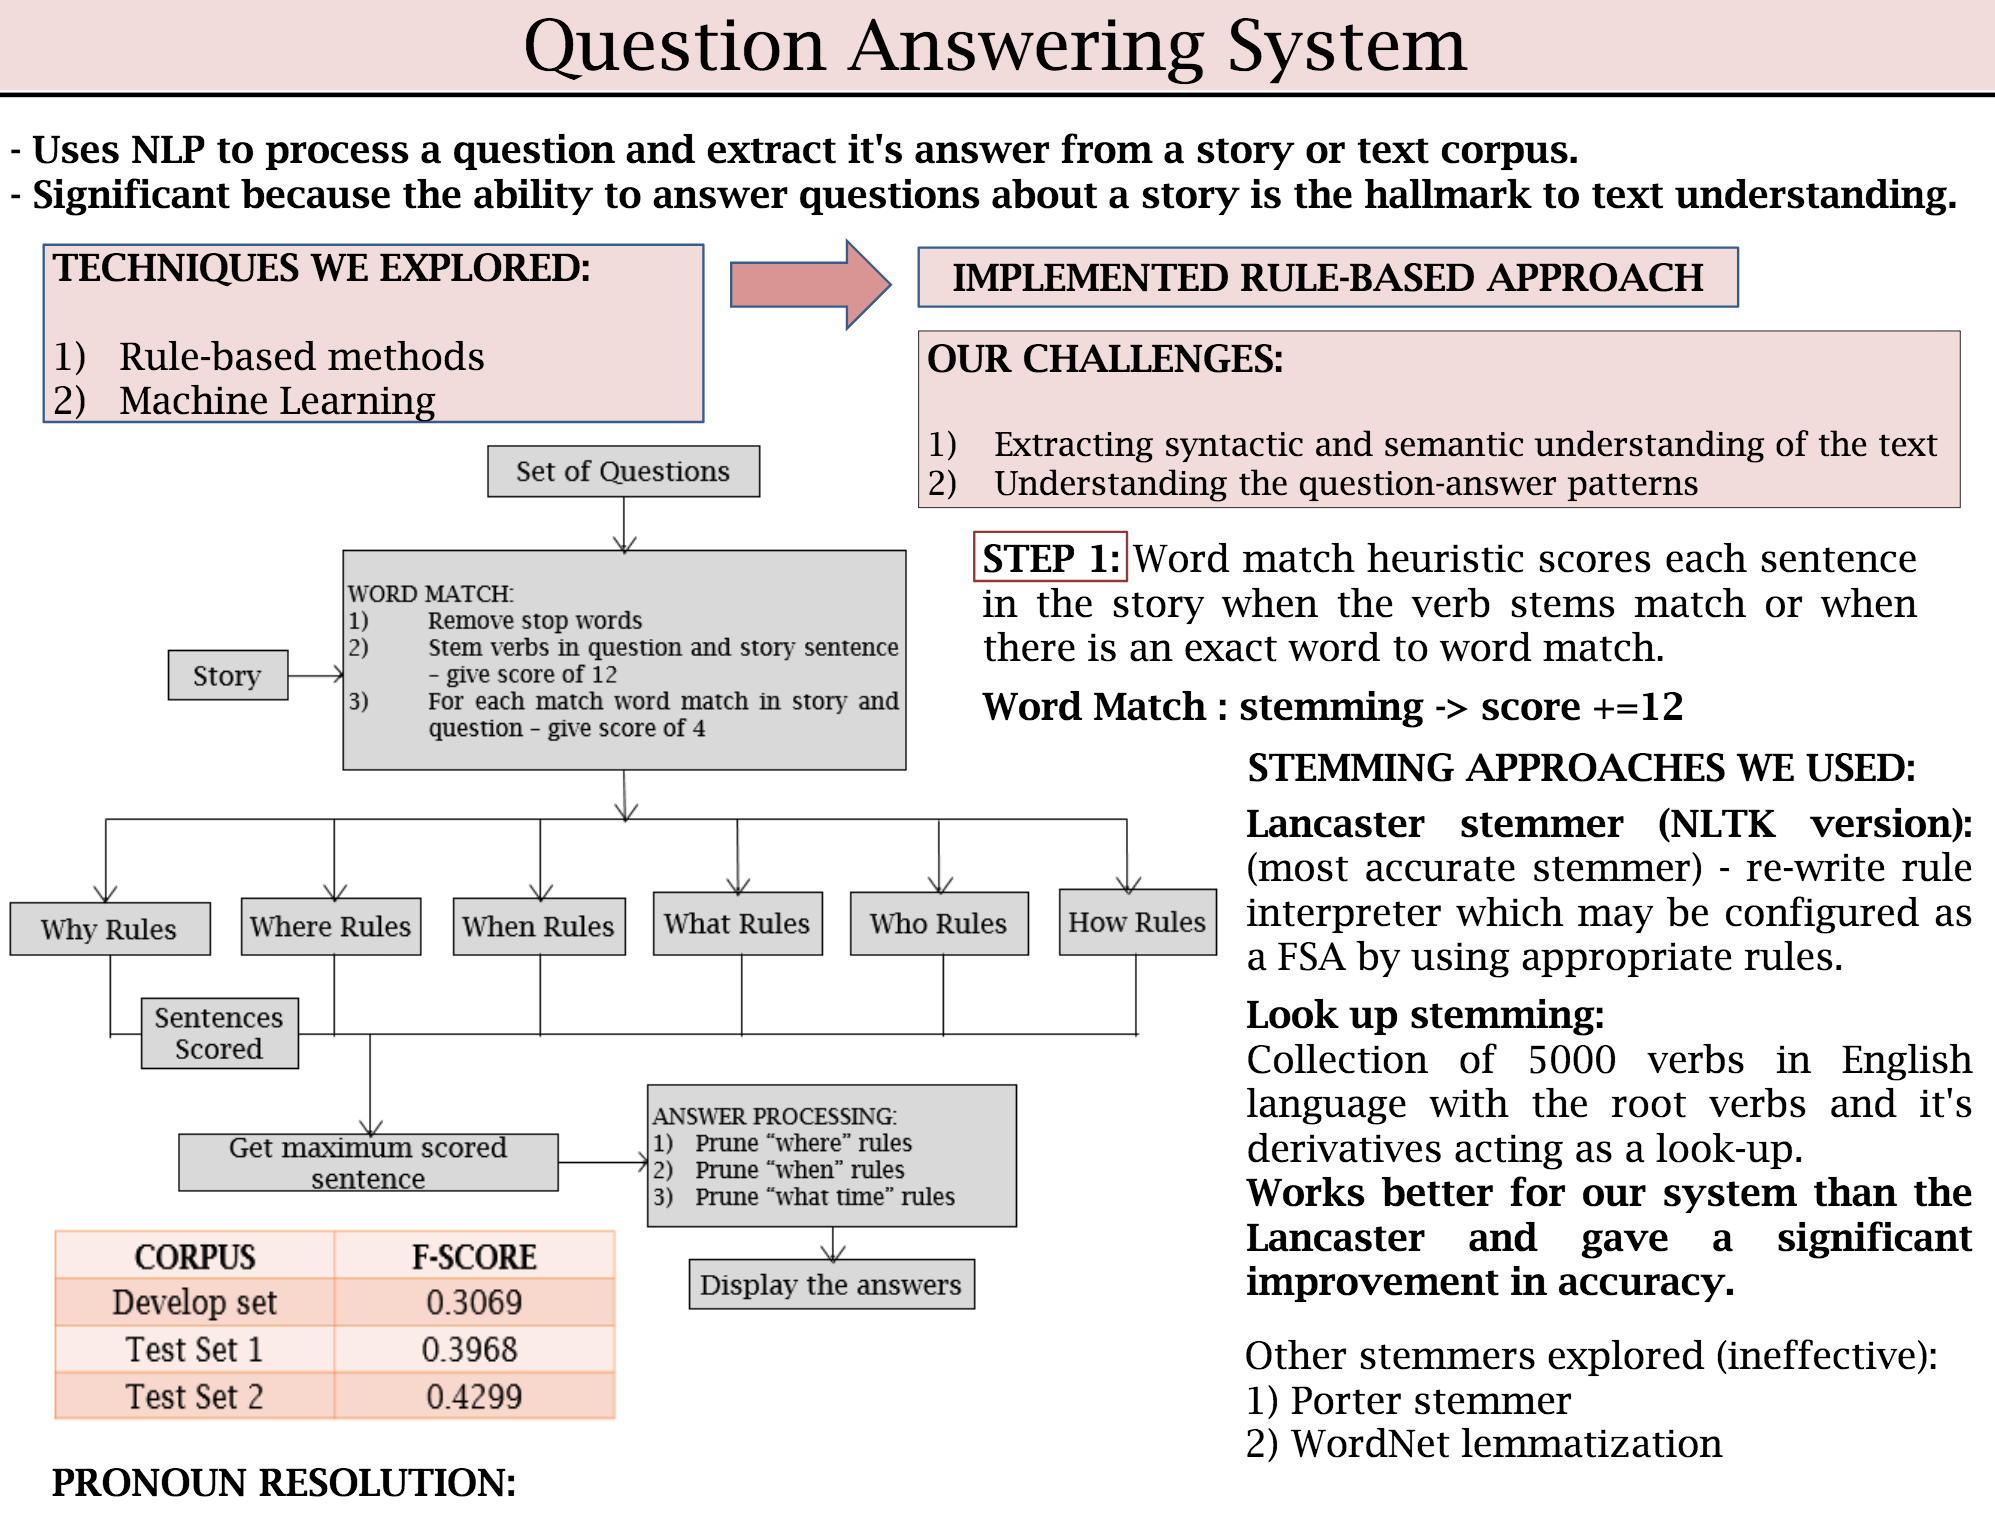 Question Answering System
- Uses NLP to process a question and extract it's answer from a story or text corpus.
- Significant because the ability to answer questions about a story is the hallmark to text understanding.
TECHNIQUES WE EXPLORED:
1) Rule-based methods
2) Machine Learning
IMPLEMENTED RULE-BASED APPROACH
OUR CHALLENGES:
1) Extracting syntactic and semantic understanding of the text
2) Understanding the question-answer patterns
Set of Questions
Story
WORD MATCH:
1) Remove stop words
2) Stem verbs in question and story sentence
– give score of 12
3) For each match word match in story and
question – give score of 4
Why Rules
Where Rules
When Rules
What Rules
Who Rules
How Rules
Sentences
Scored
Get maximum scored
sentence
ANSWER PROCESSING:
1) Prune “where” rules
2) Prune “when” rules
3) Prune “what time” rules
Display the answers
STEP 1: Word match heuristic scores each sentence
in the story when the verb stems match or when
there is an exact word to word match.
Word Match : stemming -> score +=12
STEMMING APPROACHES WE USED:
Lancaster stemmer (NLTK version):
(most accurate stemmer) - re-write rule
interpreter which may be configured as
a FSA by using appropriate rules.
Look up stemming:
Collection of 5000 verbs in English
language with the root verbs and it's
derivatives acting as a look-up.
Works better for our system than the
Lancaster and gave a significant
improvement in accuracy.
Other stemmers explored (ineffective):
1) Porter stemmer
2) WordNet lemmatization
CORPUS F-SCORE
Develop set 0.3069
Test Set 1 0.3968
Test Set 2 0.4299
PRONOUN RESOLUTION: